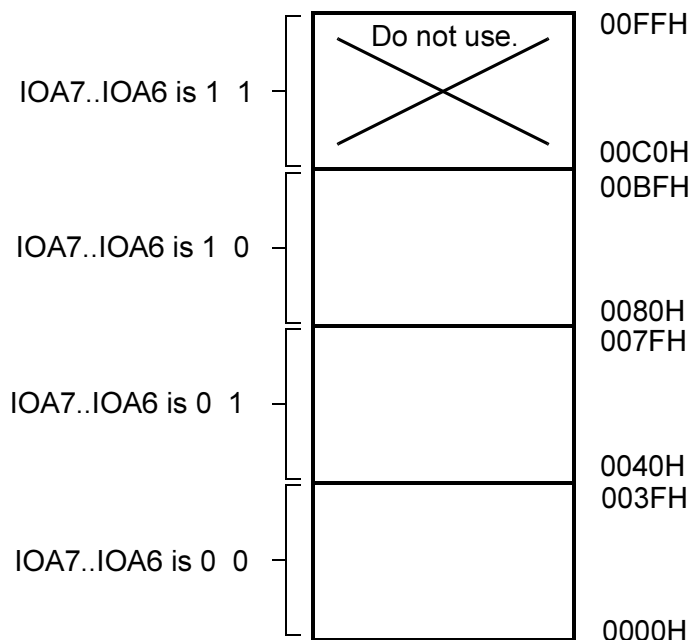 Do not use.
00FFH
IOA7..IOA6 is 1 1
00C0H
00BFH
IOA7..IOA6 is 1 0
0080H
007FH
IOA7..IOA6 is 0 1
0040H
003FH
IOA7..IOA6 is 0 0
0000H